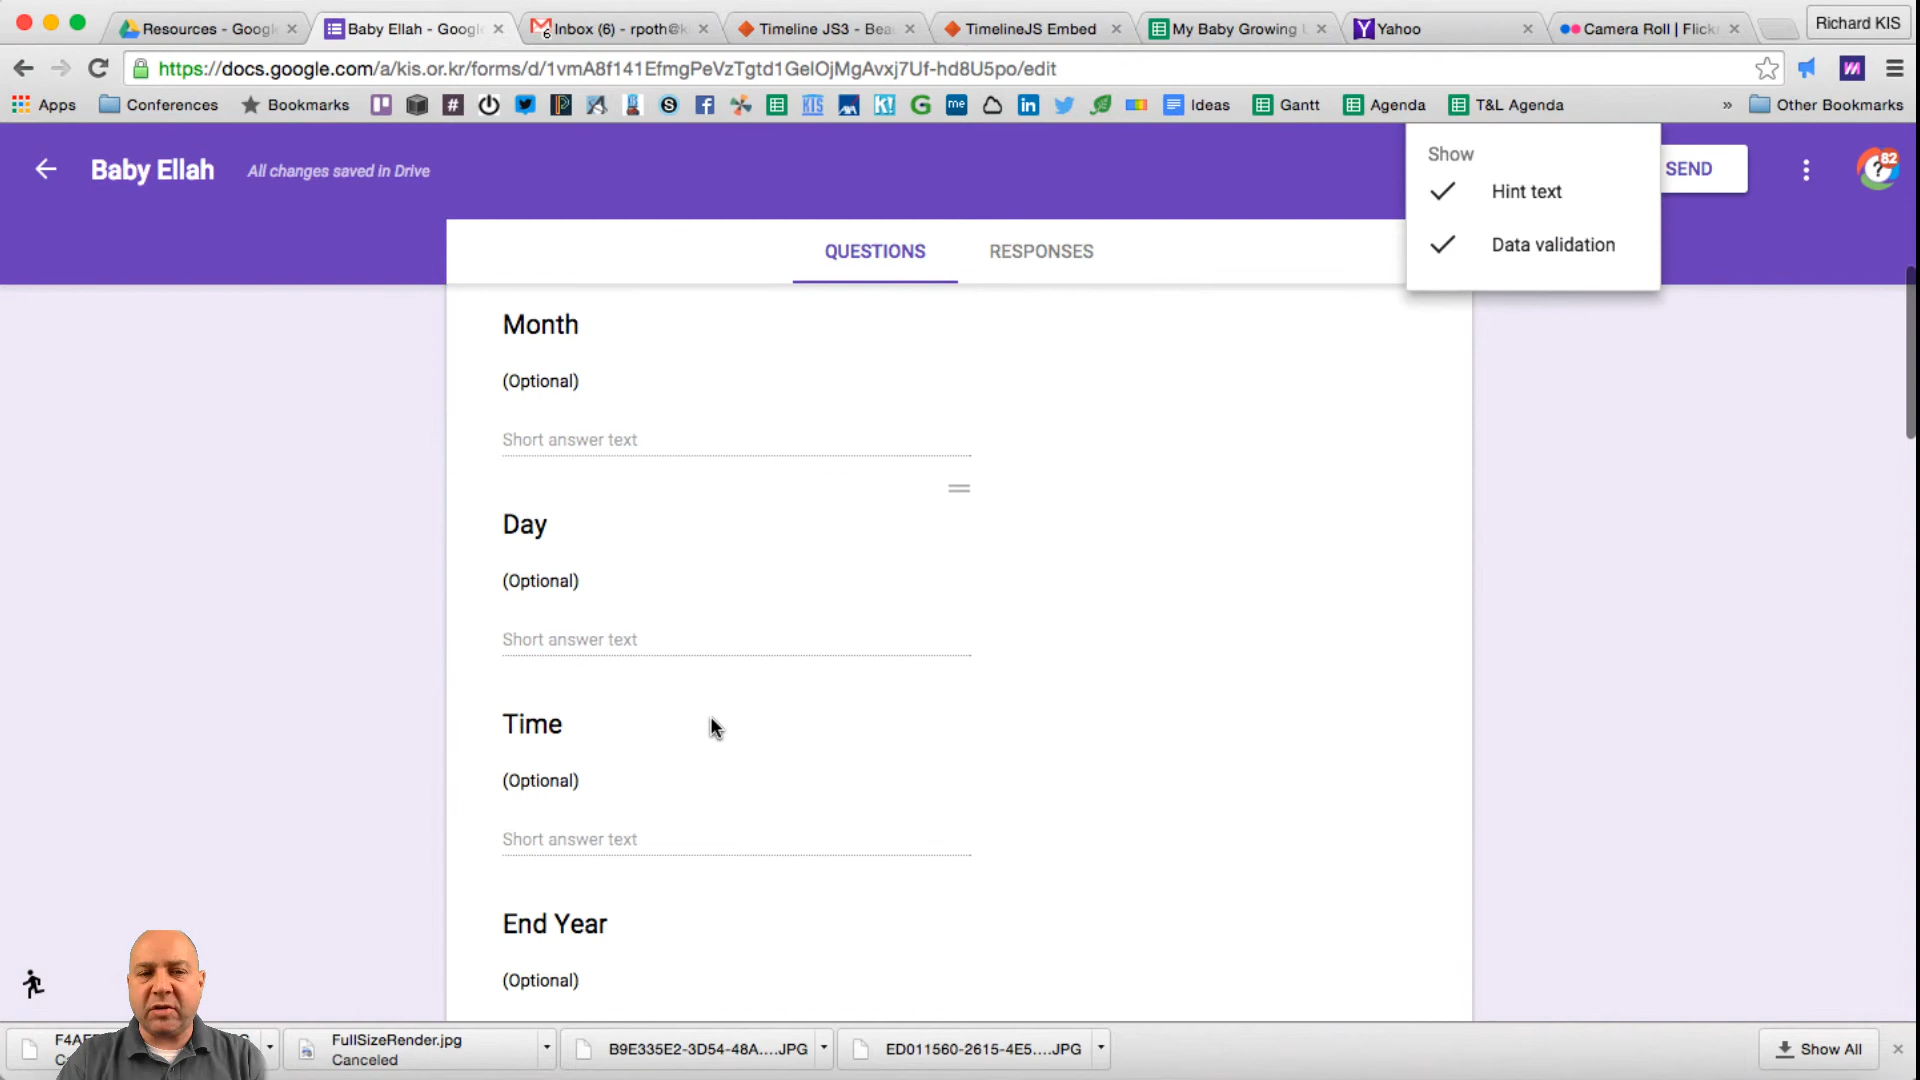 Resources - Googl
Baby Ellah - Googl
Inbox (6) - rpoth@k
Timeline JS3 - Bea
TimelineJS Embed
My Baby Growing U
Yahoo
Camera Roll | Flickr
Richard KIS
https://docs.google.com/a/kis.or.kr/forms/d/1vmA8f141EfmgPeVzTgtd1GelOjMgAvxj7Uf-hd8U5po/edit
Apps
Conferences
Bookmarks
KIS
me
Ideas
Gantt
Agenda
T&L Agenda
»
Other Bookmarks
Baby Ellah
All changes saved in Drive
Show
Hint text
Data validation
SEND
82
QUESTIONS
RESPONSES
Month
(Optional)
Short answer text
Day
(Optional)
Short answer text
Time
(Optional)
Short answer text
End Year
(Optional)
FullSizeRender.jpg
Canceled
B9E335E2-3D54-48A....JPG
ED011560-2615-4E5....JPG
Show All